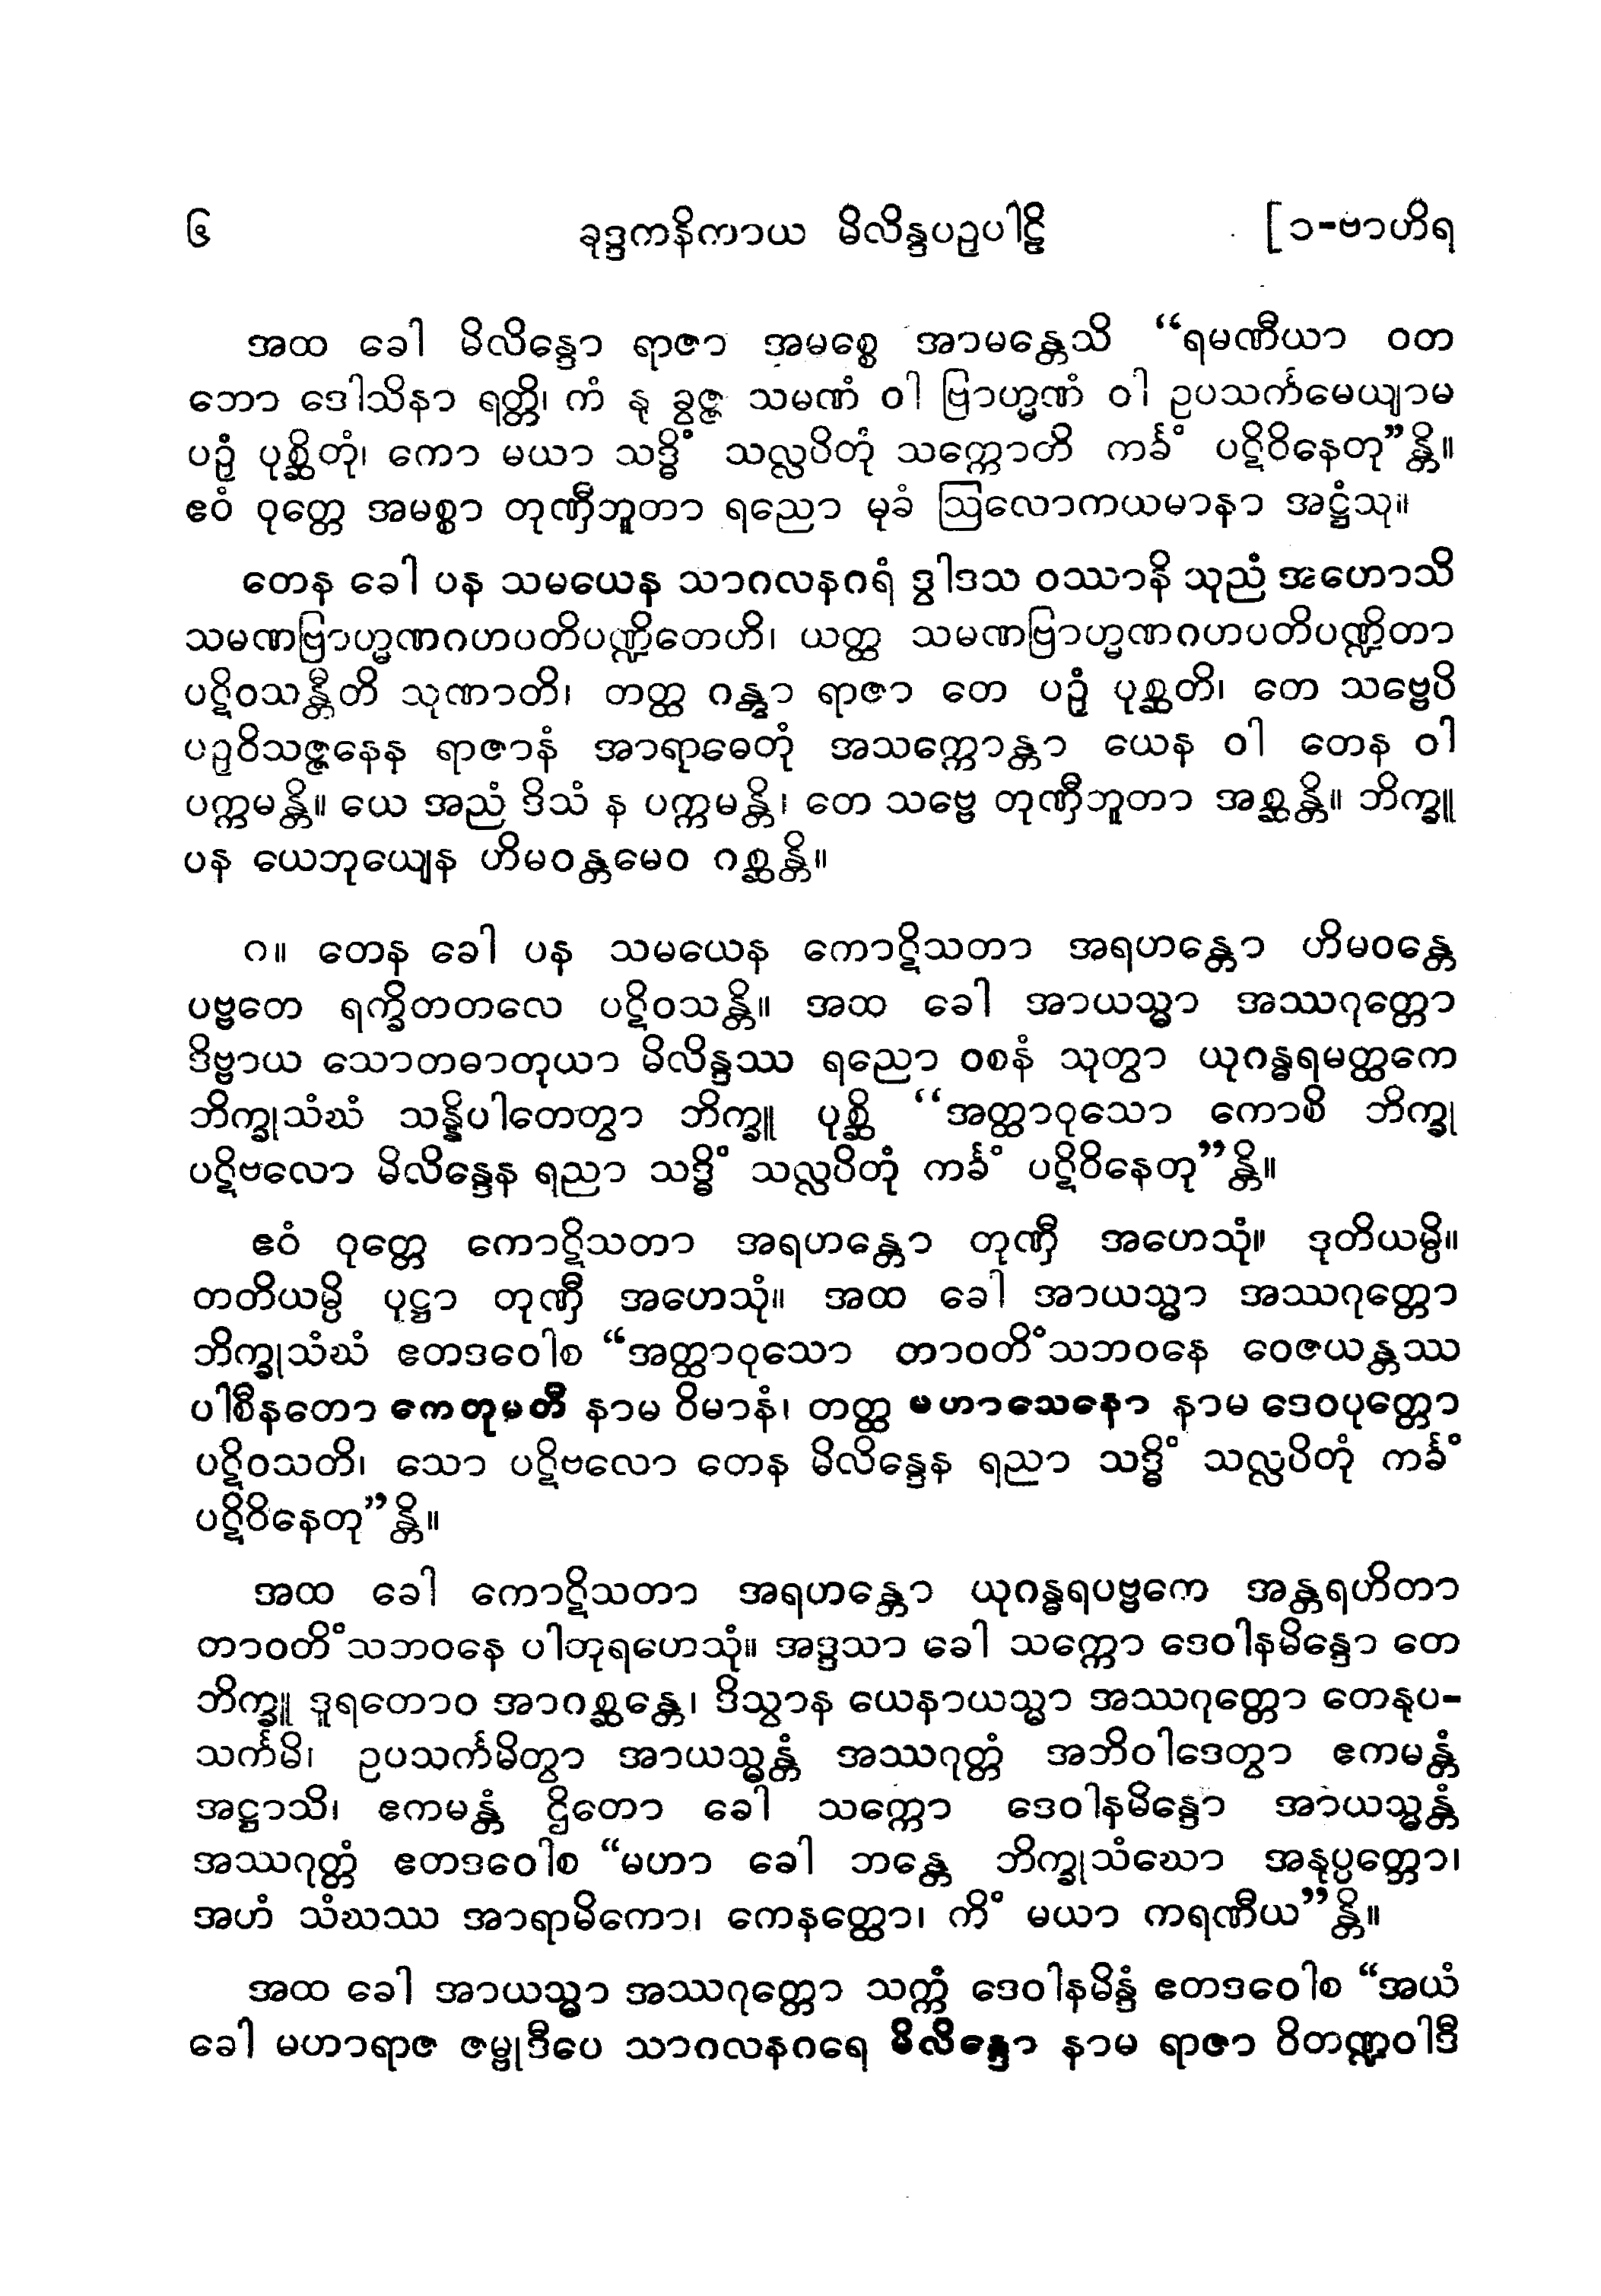 ၆ ခုဒ္ဒကနိကာယ မိလိန္ဒပဉှပါဠိ [ ၁-ဗာဟိရ
အထ ခေါ မိလိန္ဒော ရာဇာ အမစ္စေ အာမန္တေသိ “ရမဏီယာ ဝတ
ဘော ဒေါသိနာ ရတ္တိ၊ ကံ နု ခွဇ္ဇ သမဏံ ဝါ ဗြာဟ္မဏံ ဝါ ဥပသင်္ကမေယျာမ
ပဉှံ ပုစ္ဆိတုံ၊ ကော မယာ သဒ္ဓိံ သလ္လပိတုံ သက္ကောတိ ကင်္ခံ ပဋိဝိနေတု”န္တိ။
ဧဝံ ဝုတ္တေ အမစ္စာ တုဏှီဘူတာ ရညော မုခံ ဩလောကယမာနာ အဋ္ဌံသု။
တေန ခေါ ပန သမယေန သာဂလနဂရံ ဒွါဒသ ဝဿာနိ သုညံ အဟောသိ
သမဏဗြာဟ္မဏဂဟပတိပဏ္ဍိတေဟိ၊ ယတ္ထ သမဏဗြာဟ္မဏဂဟပတိပဏ္ဍိတာ
ပဋိဝသန္တီတိ သုဏာတိ၊ တတ္ထ ဂန္တွာ ရာဇာ တေ ပဉှံ ပုစ္ဆတိ၊ တေ သဗ္ဗေပိ
ပဉှဝိသဇ္ဇနေန ရာဇာနံ အာရာဓေတုံ အသက္ကောန္တာ ယေန ဝါ တေန ဝါ
ပက္ကမန္တိ။ ယေ အညံ ဒိသံ န ပက္ကမန္တိ၊ တေ သဗ္ဗေ တုဏှီဘူတာ အစ္ဆန္တိ။ ဘိက္ခူ
ပန ယေဘုယျေန ဟိမဝန္တမေဝ ဂစ္ဆန္တိ။
၈။ တေန ခေါ ပန သမယေန ကောဋိသတာ အရဟန္တော ဟိမဝန္တေ
ပဗ္ဗတေ ရက္ခိတတလေ ပဋိဝသန္တိ။ အထ ခေါ အာယသ္မာ အဿဂုတ္တော
ဒိဗ္ဗာယ သောတဓာတုယာ မိလိန္ဒဿ ရညော ဝစနံ သုတွာ ယုဂန္ဓရမတ္ထကေ
ဘိက္ခုသံဃံ သန္နိပါတေတွာ ဘိက္ခူ ပုစ္ဆိ “အတ္ထာဝုသော ကောစိ ဘိက္ခု
ပဋိဗလော မိလိန္ဒေန ရညာ သဒ္ဓိံ သလ္လပိတုံ ကင်္ခံ ပဋိဝိနေတု”န္တိ။
ဧဝံ ဝုတ္တေ ကောဋိသတာ အရဟန္တော တုဏှီ အဟေသုံ။ ဒုတိယမ္ပိ။
တတိယမ္ပိ ပုဋ္ဌာ တုဏှီ အဟေသုံ။ အထ ခေါ အာယသ္မာ အဿဂုတ္တော
ဘိက္ခုသံဃံ ဧတဒဝေါစ “အတ္ထာဝုသော တာဝတိံသဘဝနေ ဝေဇယန္တဿ
ပါစီနတော ကေတုမတီ နာမ ဝိမာနံ၊ တတ္ထ မဟာသေနော နာမ ဒေဝပုတ္တော
ပဋိဝသတိ၊ သော ပဋိဗလော တေန မိလိန္ဒေန ရညာ သဒ္ဓိံ သလ္လပိတုံ ကင်္ခံ
ပဋိဝိနေတု”န္တိ။
အထ ခေါ ကောဋိသတာ အရဟန္တော ယုဂန္ဓရပဗ္ဗကေ အန္တရဟိတာ
တာဝတိံသဘဝနေ ပါတုရဟေသုံ။ အဒ္ဒသာ ခေါ သက္ကော ဒေဝါနမိန္ဒော တေ
ဘိက္ခူ ဒူရတောဝ အာဂစ္ဆန္တေ၊ ဒိသွာန ယေနာယသ္မာ အဿဂုတ္တော တေနုပ-
သင်္ကမိ၊ ဥပသင်္ကမိတွာ အာယသ္မန္တံ အဿဂုတ္တံ အဘိဝါဒေတွာ ဧကမန္တံ
အဋ္ဌာသိ၊ ဧကမန္တံ ဌိတော ခေါ သက္ကော ဒေဝါနမိန္ဒော အာယသ္မန္တံ
အဿဂုတ္တံ ဧတဒဝေါစ “မဟာ ခေါ ဘန္တေ ဘိက္ခုသံဃော အနုပ္ပတ္တော၊
အဟံ သံဃဿ အာရာမိကော၊ ကေနတ္ထော၊ ကိံ မယာ ကရဏီယ”န္တိ။
အထ ခေါ အာယသ္မာ အဿဂုတ္တော သက္ကံ ဒေဝါနမိန္ဒံ ဧတဒဝေါစ “အယံ
ခေါ မဟာရာဇ ဇမ္ဗုဒီပေ သာဂလနဂရေ မိလိန္ဒော နာမ ရာဇာ ဝိတဏ္ဍဝါဒီ